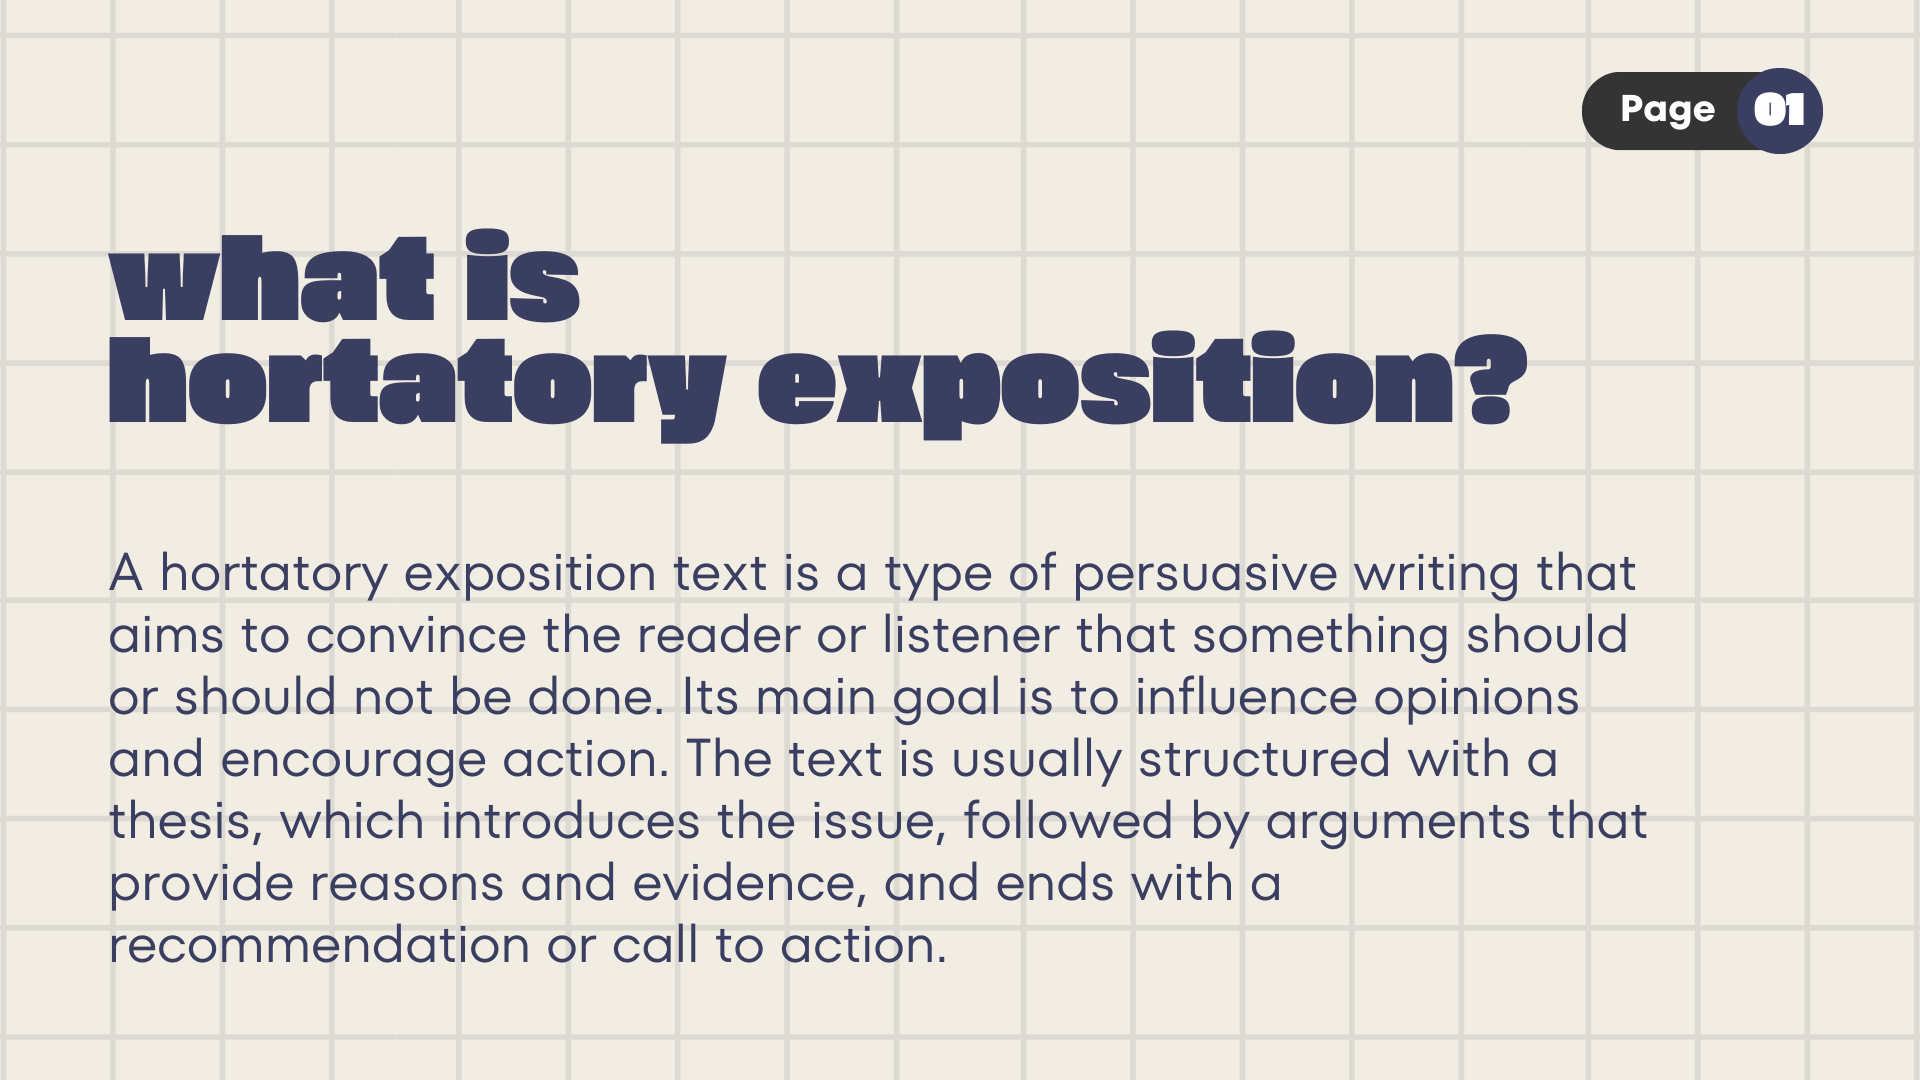 Page 01
what is
hortatory exposition?
A hortatory exposition text is a type of persuasive writing that
aims to convince the reader or listener that something should
or should not be done. Its main goal is to influence opinions
and encourage action. The text is usually structured with a
thesis, which introduces the issue, followed by arguments that
provide reasons and evidence, and ends with a
recommendation or call to action.